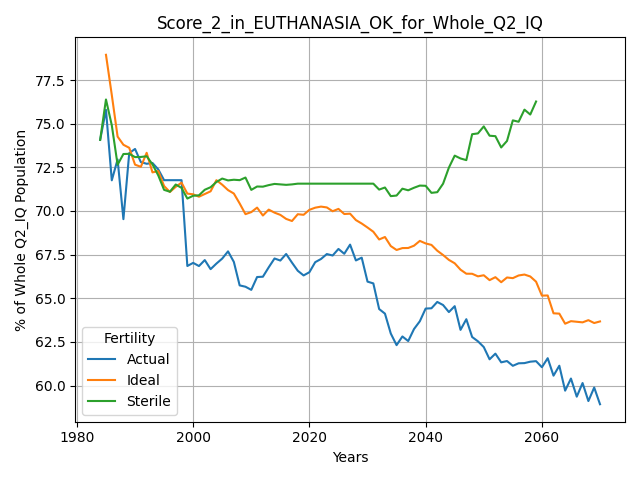 Score_2_in_EUTHANASIA_OK_for_Whole_Q2_IQ
% of Whole Q2_IQ Population
77.5
75.0
72.5
70.0
67.5
65.0
62.5
60.0
Fertility
Actual
Ideal
Sterile
1980
2000
2020
2040
2060
Years